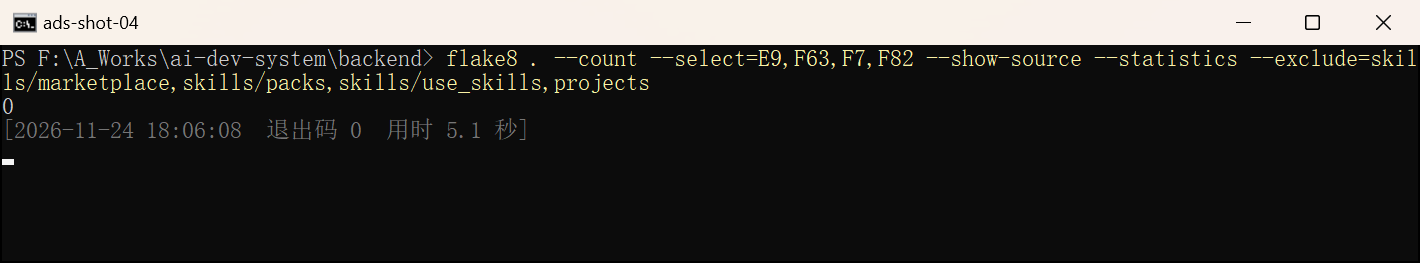 ads-shot-04
PS F:\A_Works\ai-dev-system\backend> flake8 . --count --select=E9,F63,F7,F82 --show-source --statistics --exclude=skil
ls/marketplace,skills/packs,skills/use_skills,projects
0
[2026-11-24 18:06:08  退出码 0  用时 5.1 秒]